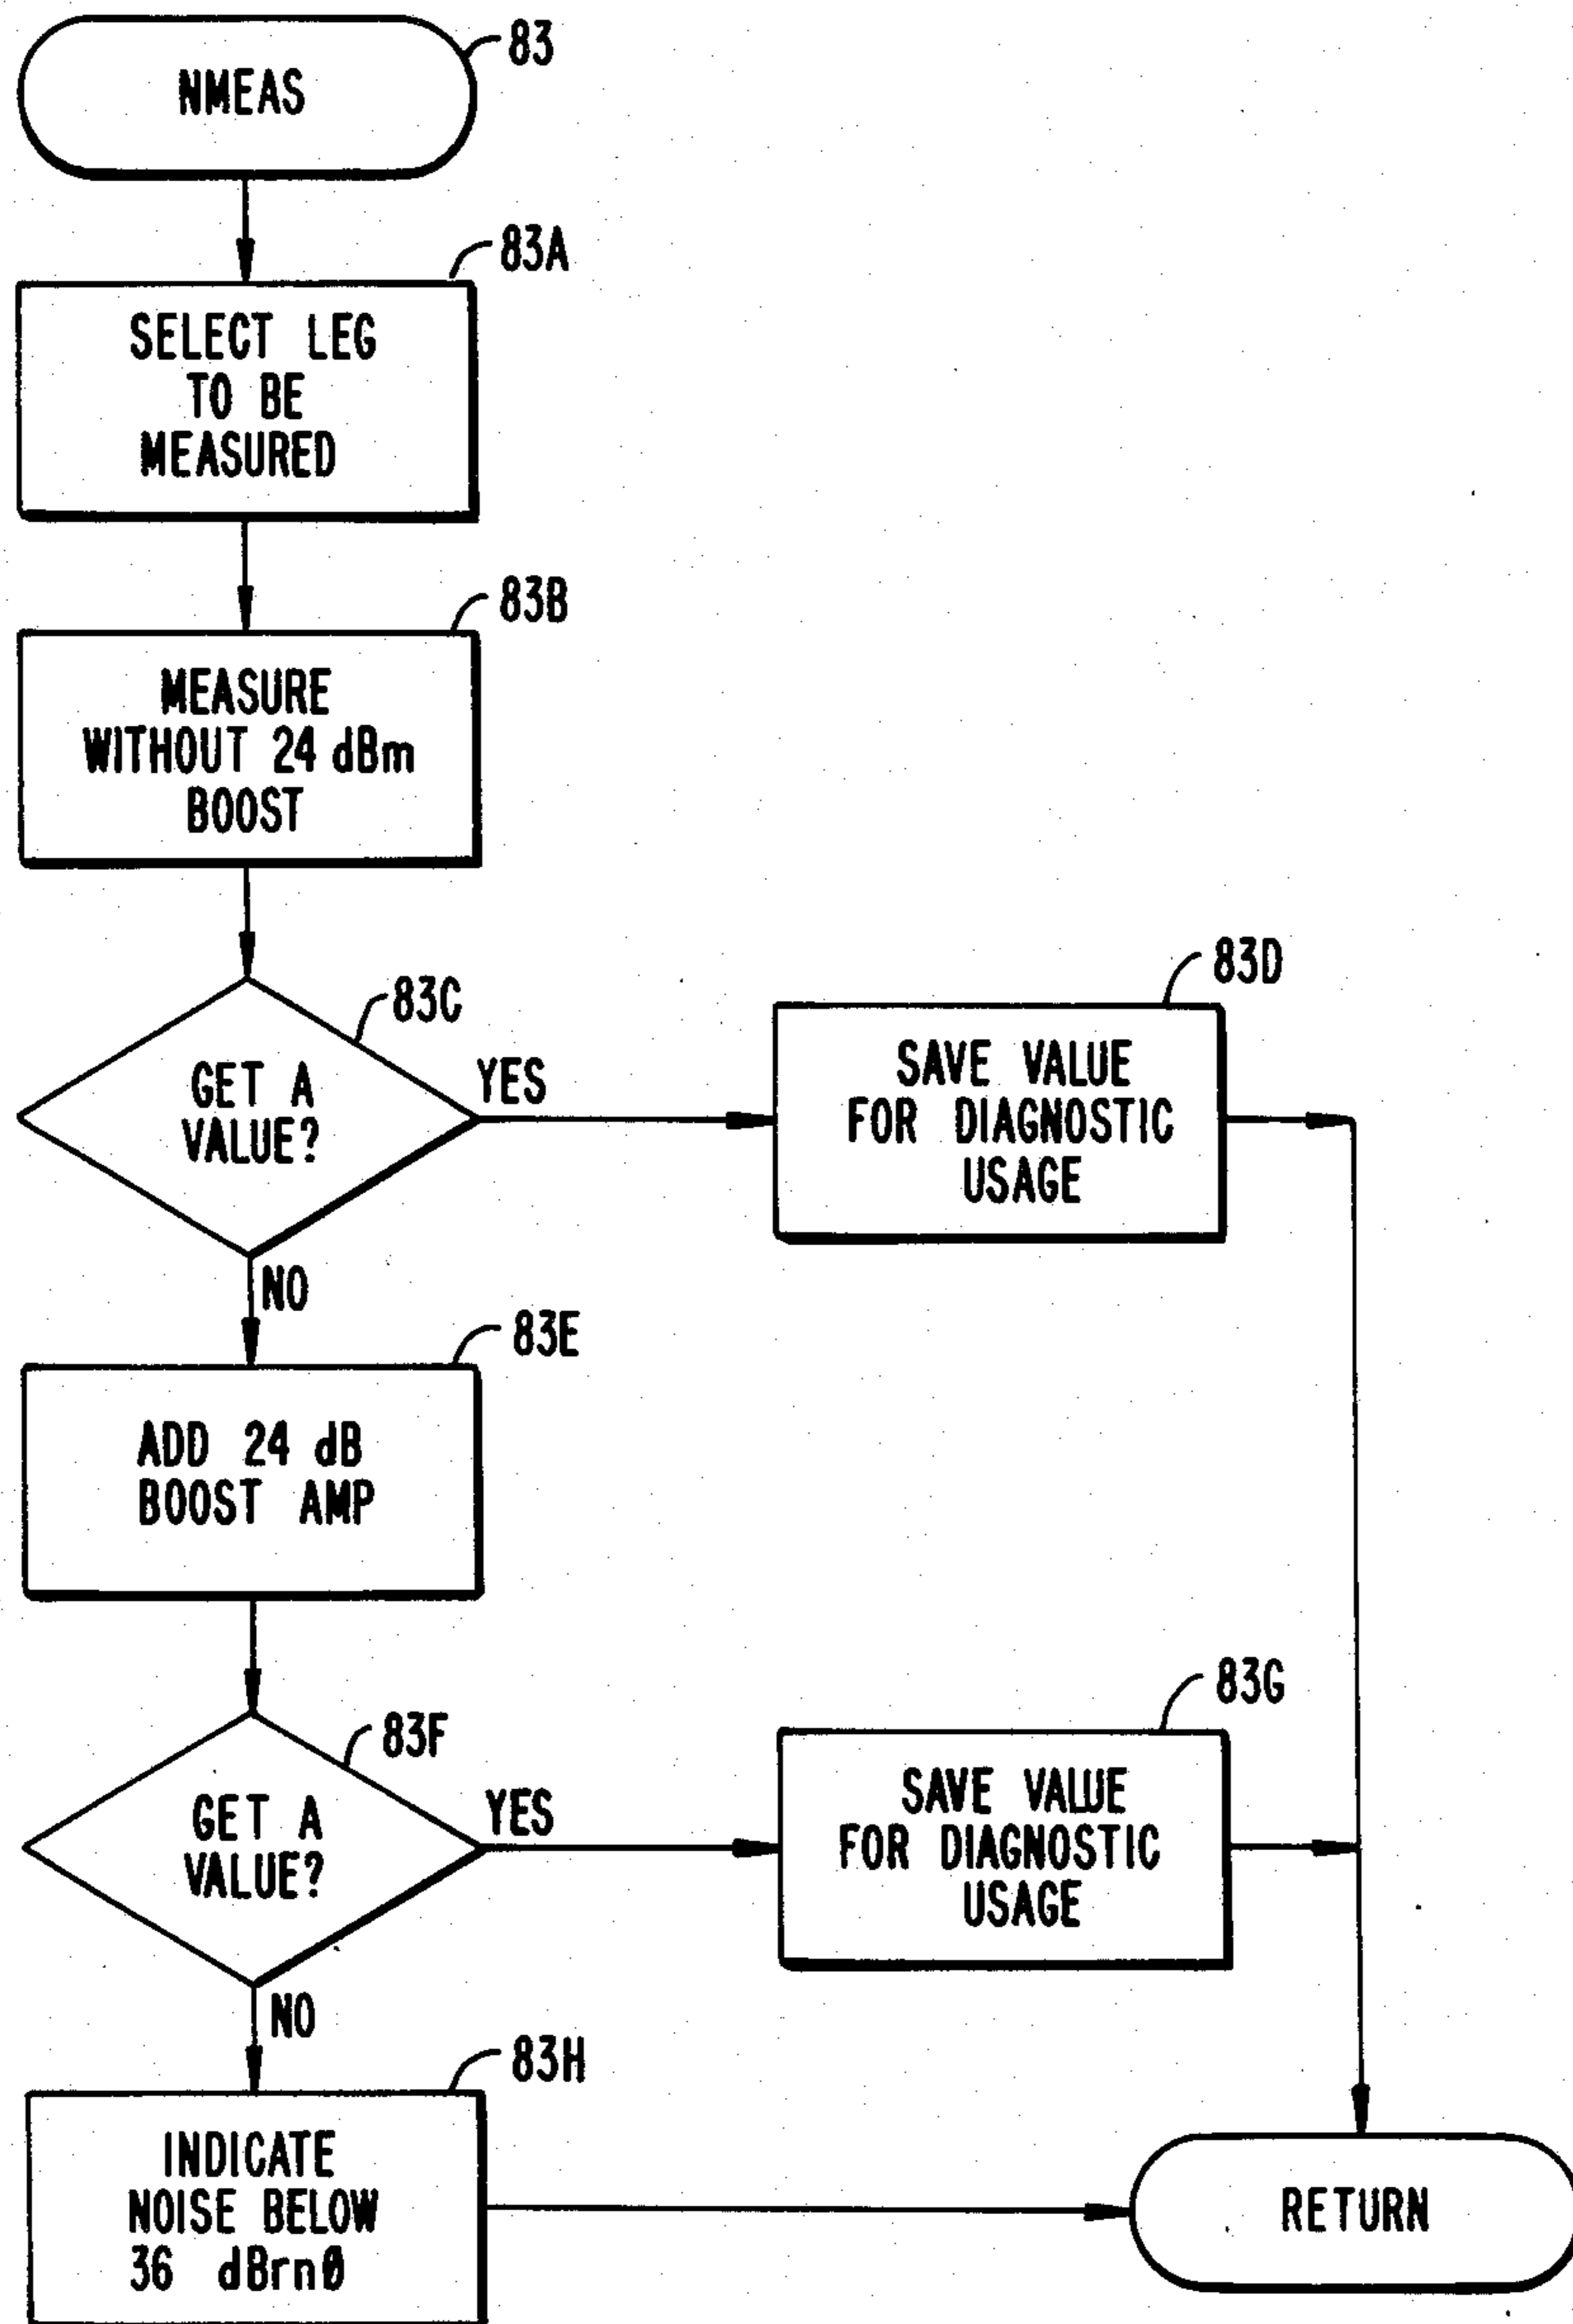 83
NMEAS
83A
SELECT LEG
TO BE
MEASURED
83B
MEASURE
WITHOUT 24 dBm
BOOST
83C
GET A
VALUE?
YES
NO
83D
SAVE VALUE
FOR DIAGNOSTIC
USAGE
83E
ADD 24 dB
BOOST AMP
83F
GET A
VALUE?
YES
NO
83G
SAVE VALUE
FOR DIAGNOSTIC
USAGE
83H
INDICATE
NOISE BELOW
36 dBrn0
RETURN